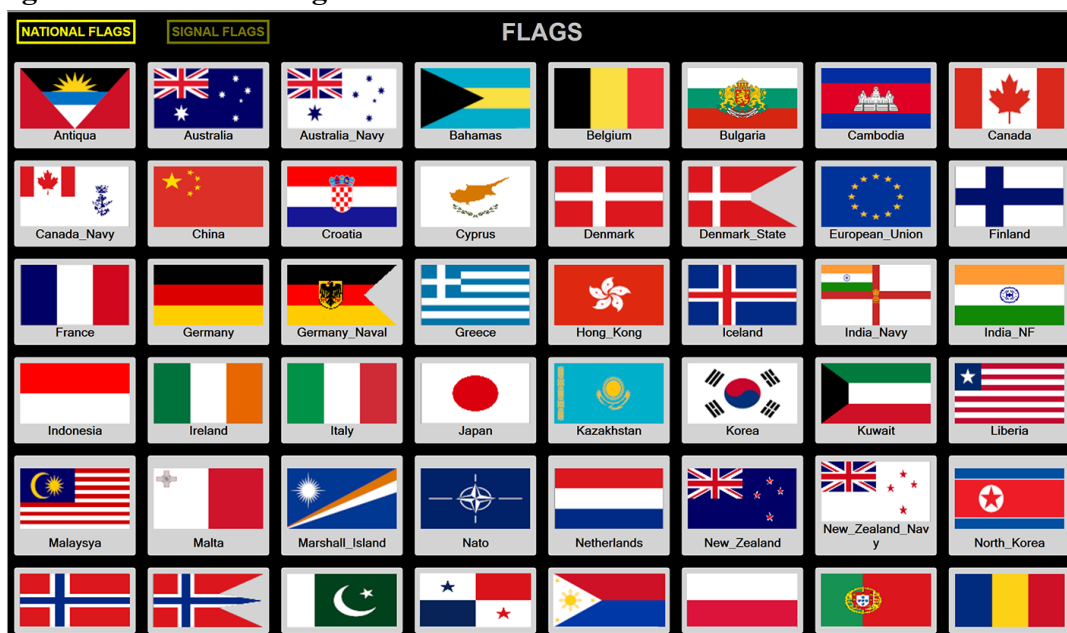 NATIONAL FLAGS
SIGNAL FLAGS
FLAGS
Antiqua
Australia
Australia_Navy
Bahamas
Belgium
Bulgaria
Cambodia
Canada
Canada_Navy
China
Croatia
Cyprus
Denmark
Denmark_State
European_Union
Finland
France
Germany
Germany_Naval
Greece
Hong_Kong
Iceland
India_Navy
India_NF
Indonesia
Ireland
Italy
Japan
Kazakhstan
Korea
Kuwait
Liberia
Malaysya
Malta
Marshall_Island
Nato
Netherlands
New_Zealand
New_Zealand_Nav
y
North_Korea